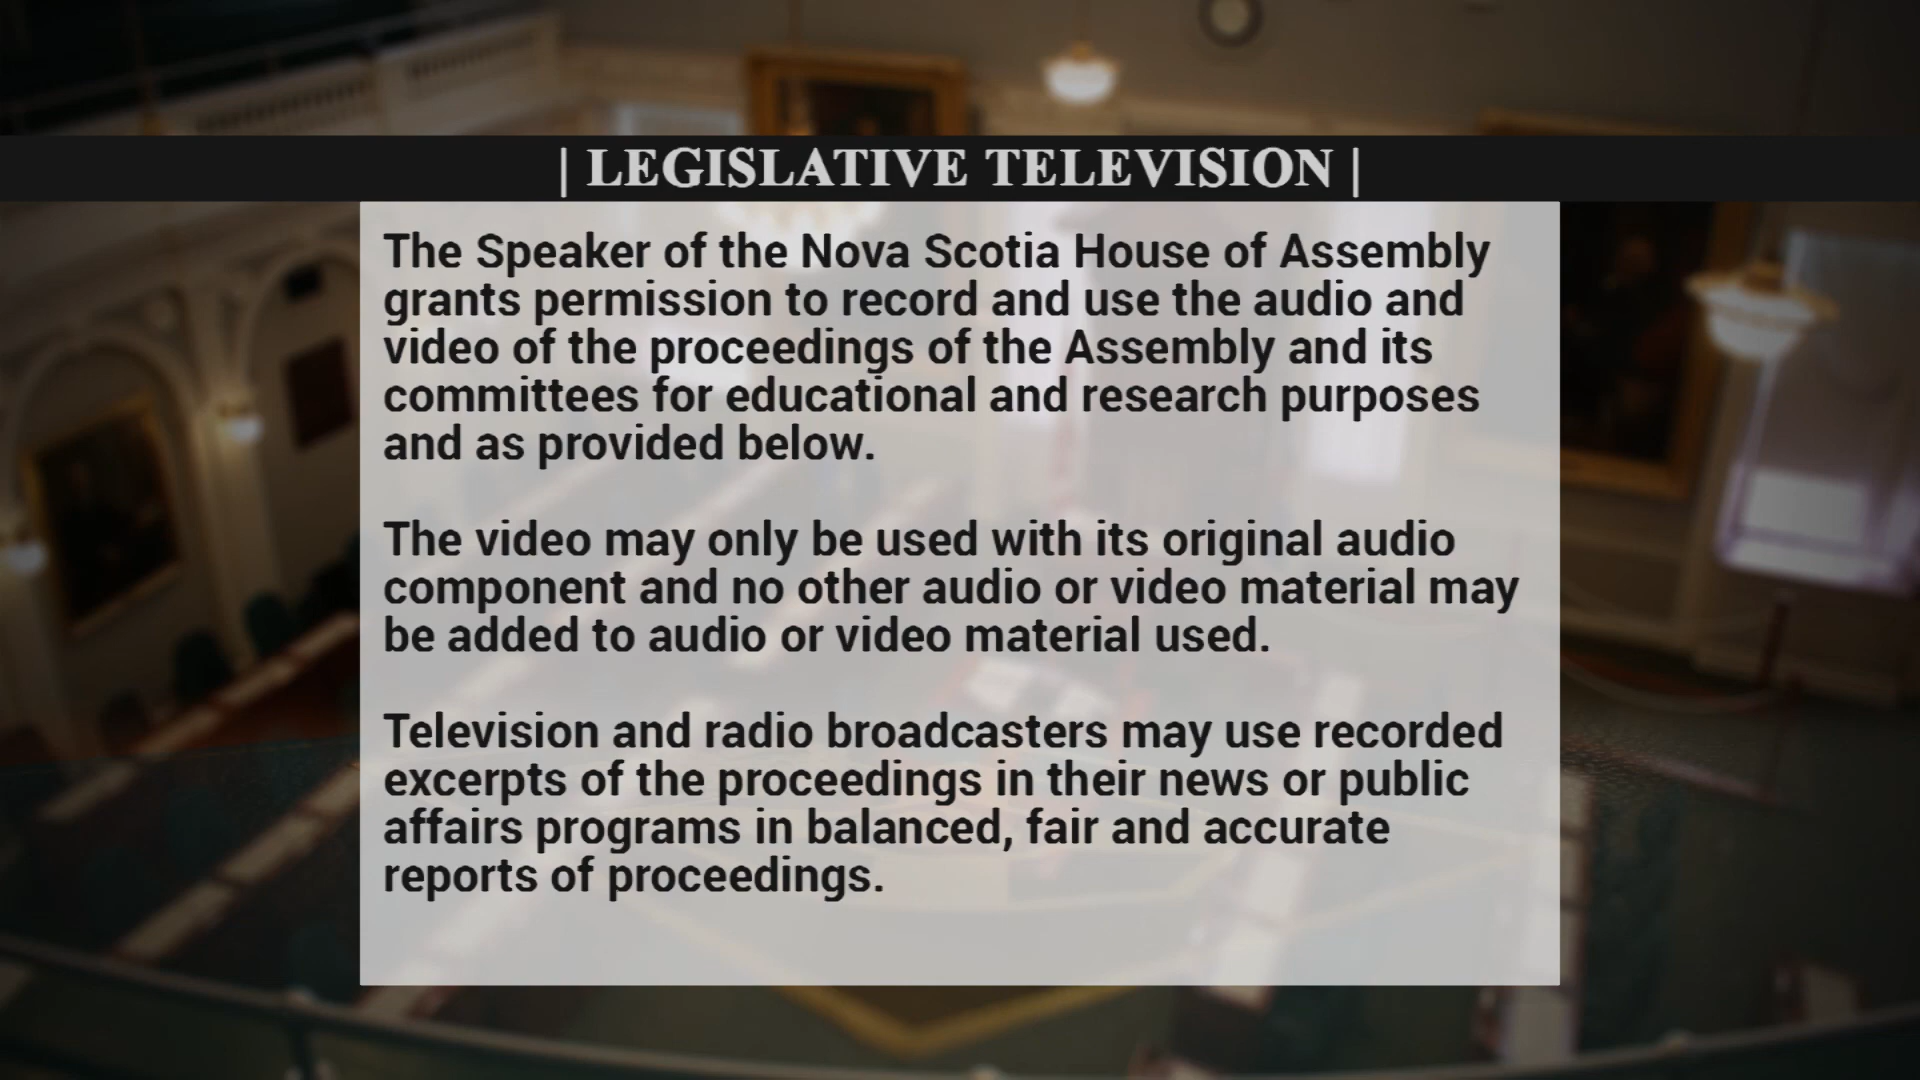 | LEGISLATIVE TELEVISION |
The Speaker of the Nova Scotia House of Assembly
grants permission to record and use the audio and
video of the proceedings of the Assembly and its
committees for educational and research purposes
and as provided below.
The video may only be used with its original audio
component and no other audio or video material may
be added to audio or video material used.
Television and radio broadcasters may use recorded
excerpts of the proceedings in their news or public
affairs programs in balanced, fair and accurate
reports of proceedings.